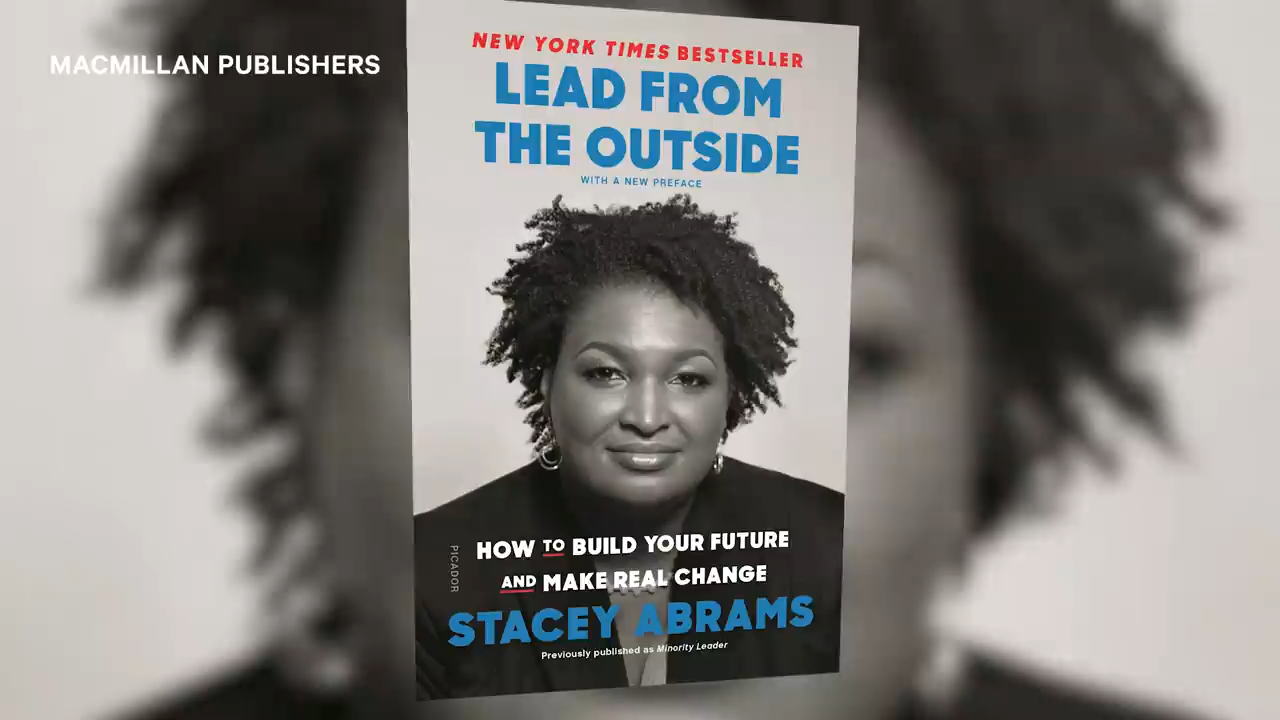 MACMILLAN PUBLISHERS
NEW YORK TIMES BESTSELLER
LEAD FROM
THE OUTSIDE
WITH A NEW PREFACE
PICADOR
HOW TO BUILD YOUR FUTURE
AND MAKE REAL CHANGE
STACEY ABRAMS
Previously published as Minority Leader